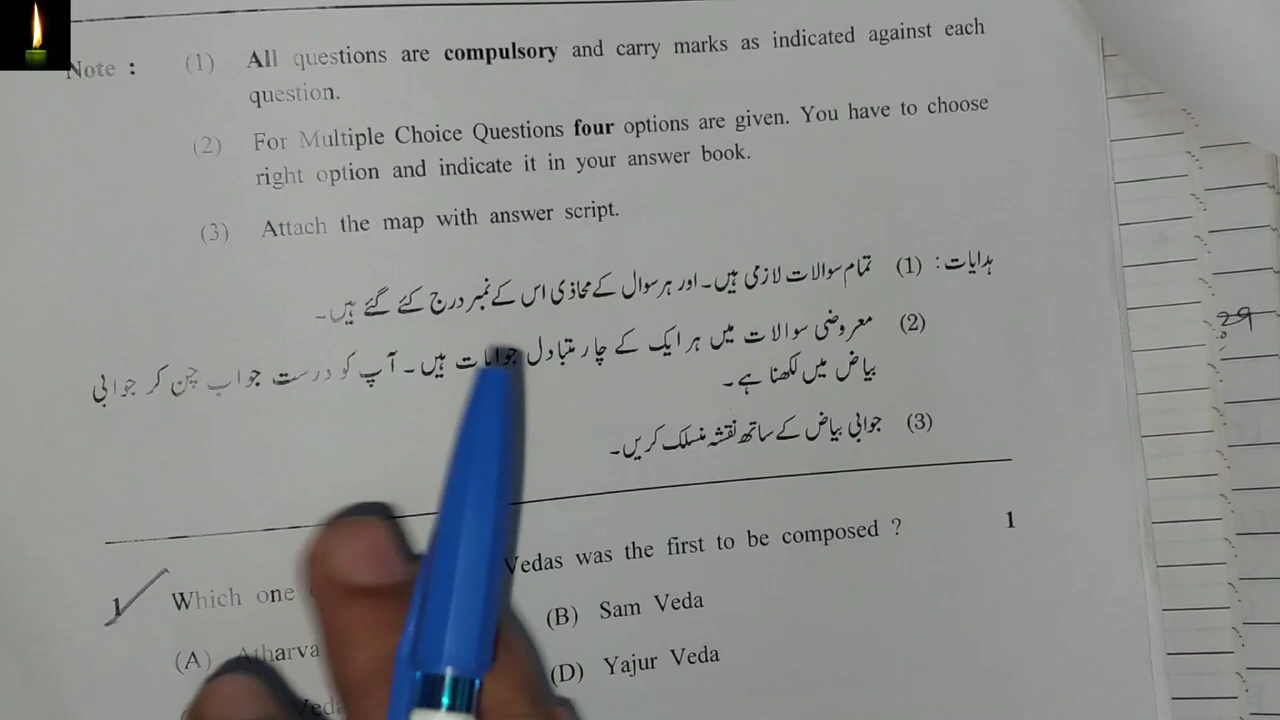 Note : (1) All questions are compulsory and carry marks as indicated against each
question.
(2) For Multiple Choice Questions four options are given. You have to choose
right option and indicate it in your answer book.
(3) Attach the map with answer script.
ہدایات : (1) تمام سوالات لازمی ہیں۔ اور ہر سوال کے محاذی اس کے نمبر درج کئے گئے ہیں۔
(2) معروضی سوالات میں ہر ایک کے چار متبادل جوابات ہیں۔ آپ کو درست جواب چن کر جوابی
بیاض میں لکھنا ہے۔
(3) جوابی بیاض کے ساتھ نقشہ منسلک کریں۔
1 Which one Vedas was the first to be composed ? 1
(A) Atharva (B) Sam Veda
Veda (D) Yajur Veda
29